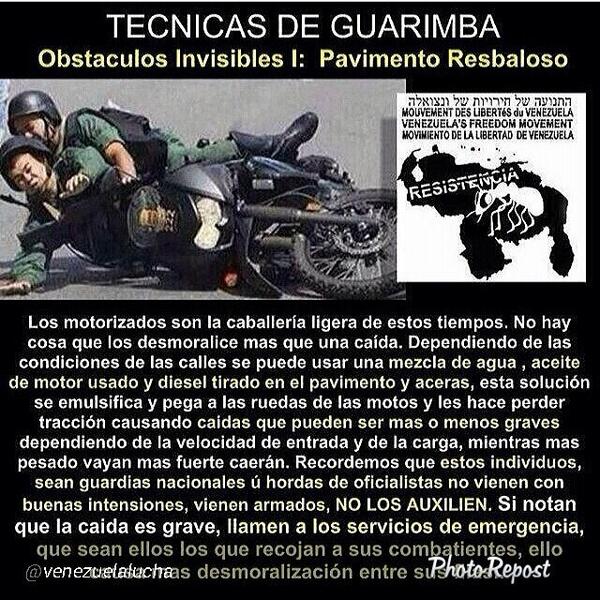 TECNICAS DE GUARIMBA
Obstaculos Invisibles I: Pavimento Resbaloso
התנועה של חירויות של ונצואלה
MOUVEMENT DES LIBERTÉS du VENEZUELA
VENEZUELA'S FREEDOM MOVEMENT
MOVIMIENTO DE LA LIBERTAD DE VENEZUELA
RESISTENCIA
Los motorizados son la caballería ligera de estos tiempos. No hay
cosa que los desmoralice mas que una caída. Dependiendo de las
condiciones de las calles se puede usar una mezcla de agua , aceite
de motor usado y diesel tirado en el pavimento y aceras, esta solución
se emulsifica y pega a las ruedas de las motos y les hace perder
tracción causando caidas que pueden ser mas o menos graves
dependiendo de la velocidad de entrada y de la carga, mientras mas
pesado vayan mas fuerte caerán. Recordemos que estos individuos,
sean guardias nacionales ú hordas de oficialistas no vienen con
buenas intensiones, vienen armados, NO LOS AUXILIEN. Si notan
que la caida es grave, llamen a los servicios de emergencia,
que sean ellos los que recojan a sus combatientes, ello
causa mas desmoralización entre sus
@venezuelalucha
PhotoRepost